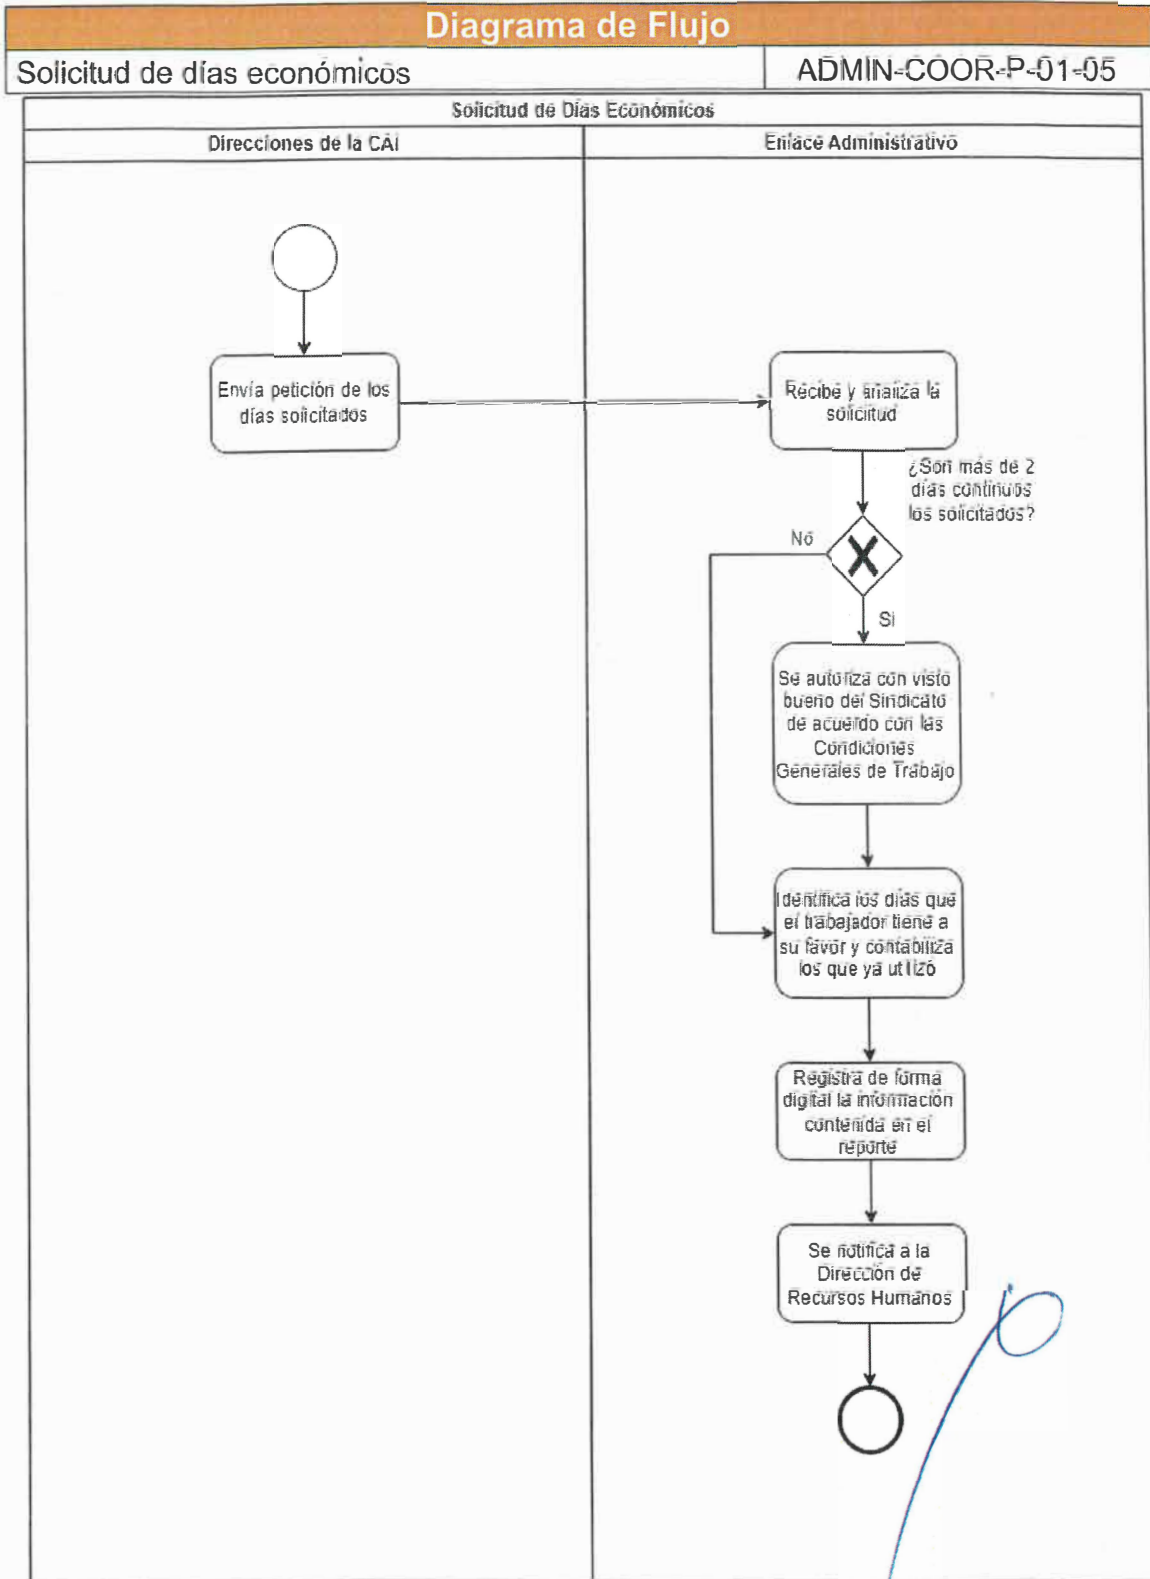 Diagrama de Flujo
Solicitud de días económicos
ADMIN-COOR-P-01-05
Solicitud de Días Económicos
Direcciones de la CAI
Enlace Administrativo
Envía petición de los
días solicitados
Recibe y analiza la
solicitud
¿Son más de 2
días continuos
los solicitados?
No
Si
Se autoriza con visto
bueno del Sindicato
de acuerdo con las
Condiciones
Generales de Trabajo
Identifica los días que
el trabajador tiene a
su favor y contabiliza
los que ya utilizó
Registra de forma
digital la información
contenida en el
reporte
Se notifica a la
Dirección de
Recursos Humanos